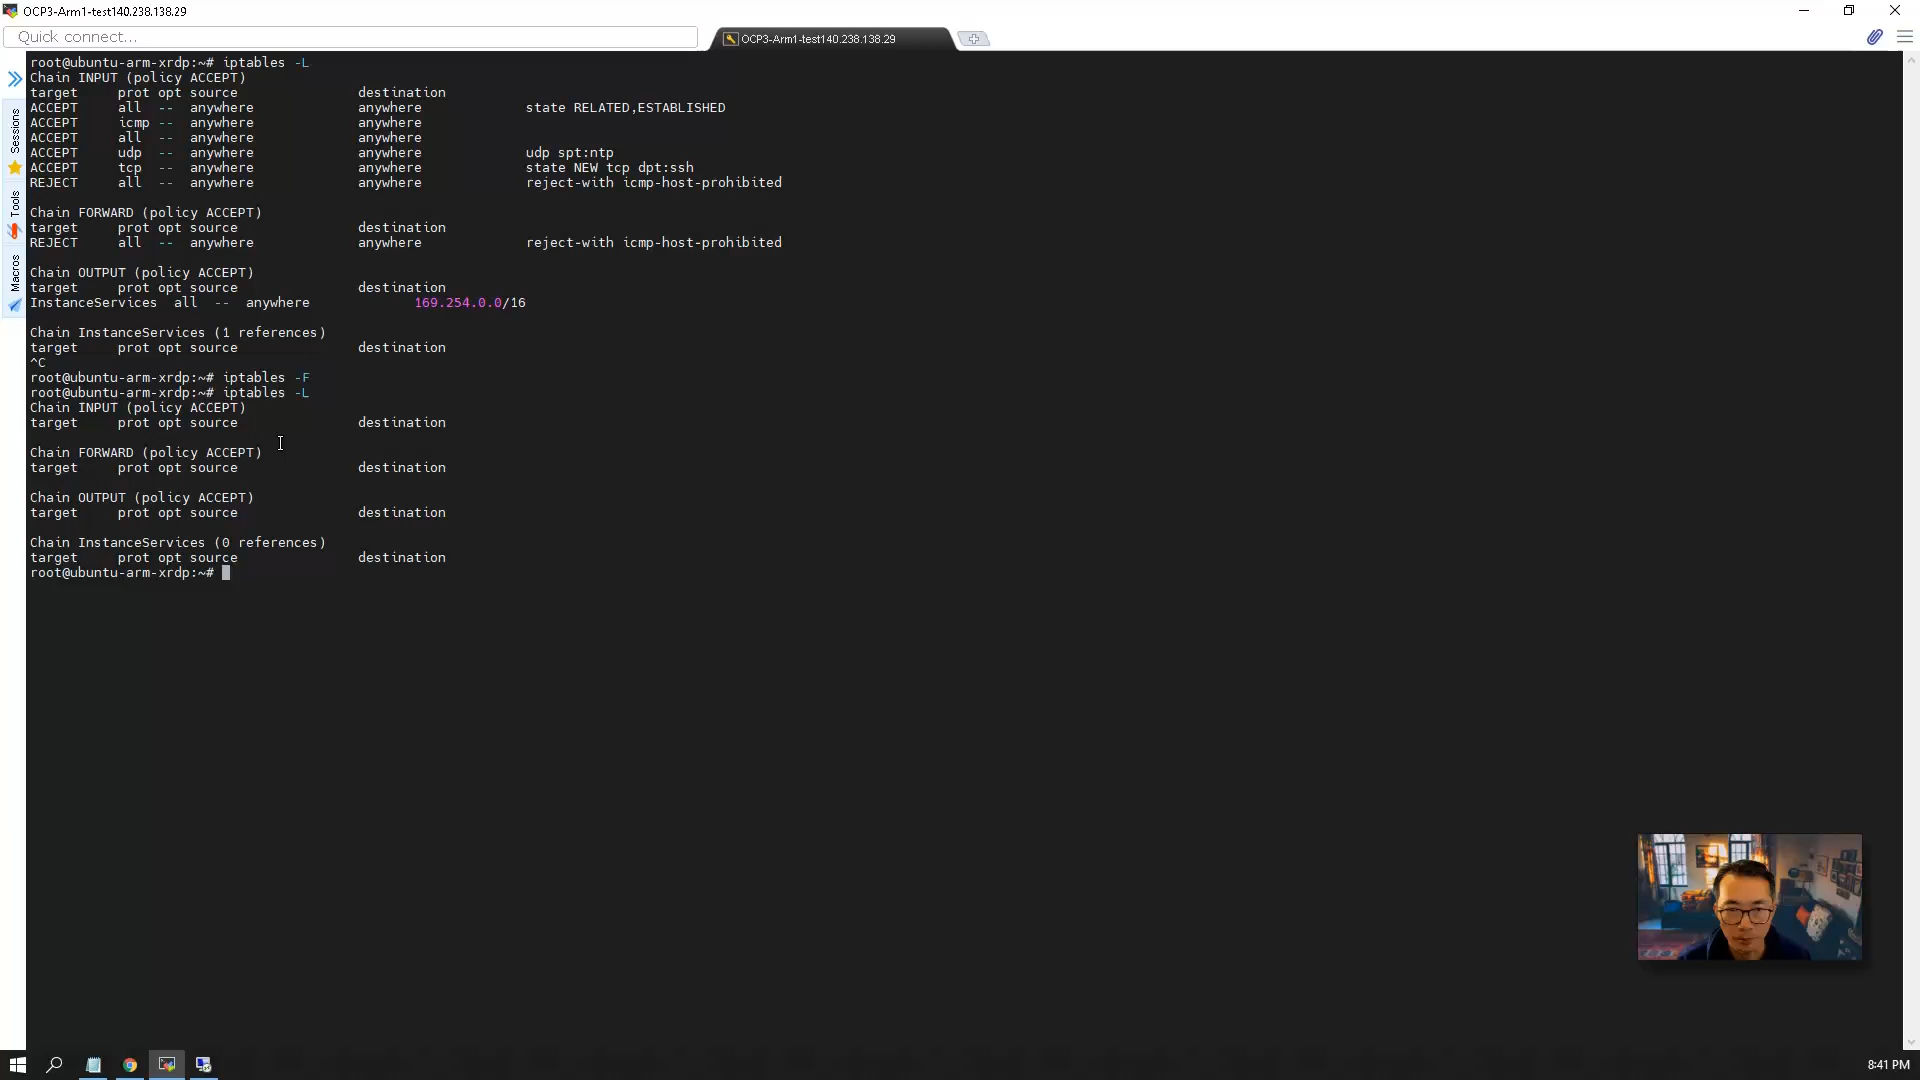 OCP3-Arm1-test140.238.138.29
Quick connect...
OCP3-Arm1-test140.238.138.29
Sessions
Tools
Macros
root@ubuntu-arm-xrdp:~# iptables -L
Chain INPUT (policy ACCEPT)
target prot opt source destination
ACCEPT all -- anywhere anywhere state RELATED,ESTABLISHED
ACCEPT icmp -- anywhere anywhere
ACCEPT all -- anywhere anywhere
ACCEPT udp -- anywhere anywhere udp spt:ntp
ACCEPT tcp -- anywhere anywhere state NEW tcp dpt:ssh
REJECT all -- anywhere anywhere reject-with icmp-host-prohibited
Chain FORWARD (policy ACCEPT)
target prot opt source destination
REJECT all -- anywhere anywhere reject-with icmp-host-prohibited
Chain OUTPUT (policy ACCEPT)
target prot opt source destination
InstanceServices all -- anywhere 169.254.0.0/16
Chain InstanceServices (1 references)
target prot opt source destination
^C
root@ubuntu-arm-xrdp:~# iptables -F
root@ubuntu-arm-xrdp:~# iptables -L
Chain INPUT (policy ACCEPT)
target prot opt source destination
Chain FORWARD (policy ACCEPT)
target prot opt source destination
Chain OUTPUT (policy ACCEPT)
target prot opt source destination
Chain InstanceServices (0 references)
target prot opt source destination
root@ubuntu-arm-xrdp:~#
8:41 PM